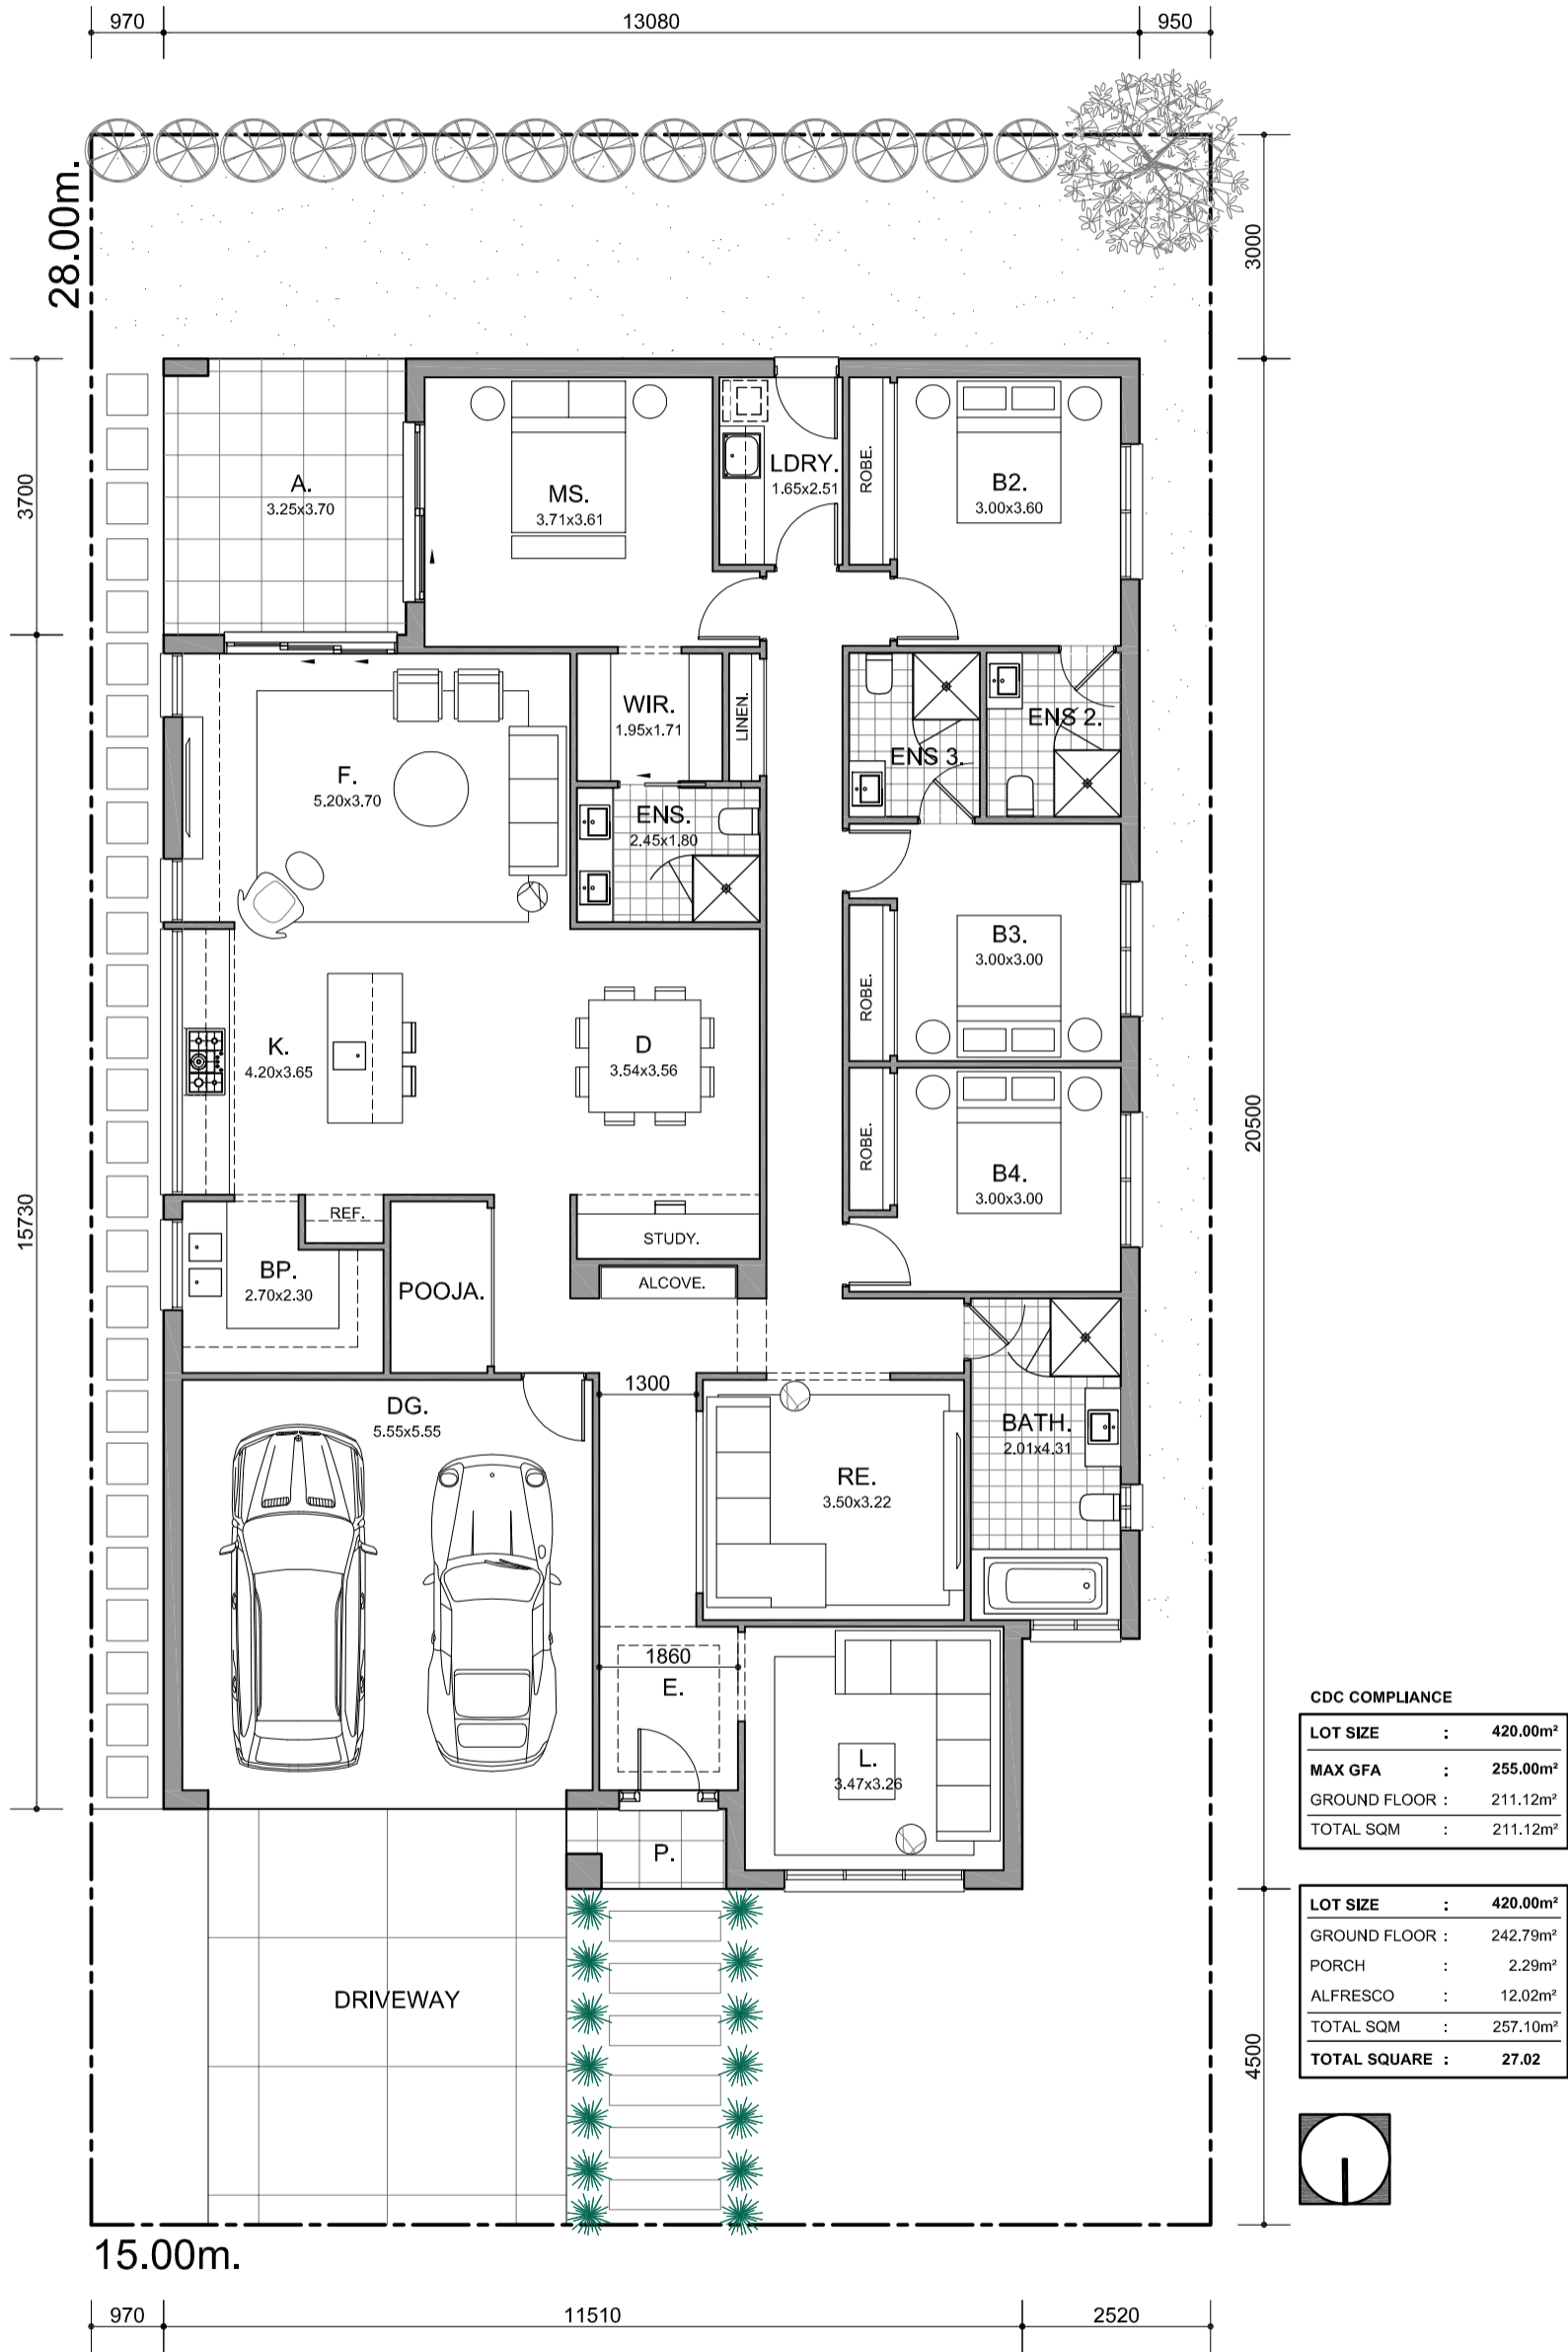 970
13080
950
28.00m.
3000
3700
A.
3.25x3.70
MS.
3.71x3.61
LDRY.
1.65x2.51
ROBE.
B2.
3.00x3.60
WIR.
1.95x1.71
LINEN.
ENS 3.
ENS 2.
F.
5.20x3.70
ENS.
2.45x1.80
ROBE.
B3.
3.00x3.00
K.
4.20x3.65
D
3.54x3.56
20500
ROBE.
B4.
3.00x3.00
15730
REF.
STUDY.
BP.
2.70x2.30
POOJA.
ALCOVE.
1300
DG.
5.55x5.55
BATH.
2.01x4.31
RE.
3.50x3.22
1860
E.
L.
3.47x3.26
P.
CDC COMPLIANCE
LOT SIZE : 420.00m²
MAX GFA : 255.00m²
GROUND FLOOR : 211.12m²
TOTAL SQM : 211.12m²
LOT SIZE : 420.00m²
GROUND FLOOR : 242.79m²
PORCH : 2.29m²
ALFRESCO : 12.02m²
TOTAL SQM : 257.10m²
TOTAL SQUARE : 27.02
DRIVEWAY
4500
15.00m.
970
11510
2520